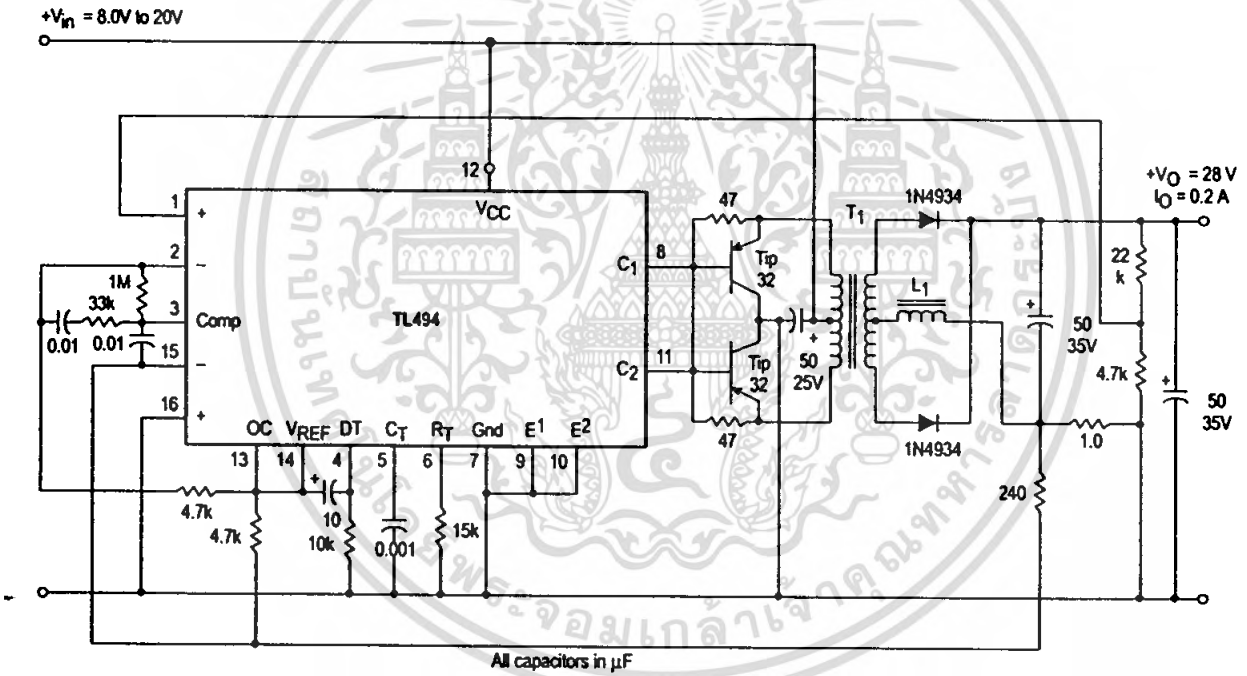 +Vin = 8.0V to 20V
12
VCC
1
+
2
−
1M
33k
3
Comp
0.01
0.01
15
−
16
+
TL494
C1
8
C2
11
OC
VREF
DT
CT
RT
Gnd
E1
E2
13
14
4
5
6
7
9
10
4.7k
4.7k
+
10
10k
0.001
15k
47
Tip
32
Tip
32
47
+
50
25V
T1
1N4934
L1
1N4934
+VO = 28 V
IO = 0.2 A
22
k
+
50
35V
4.7k
+
50
35V
1.0
240
All capacitors in μF